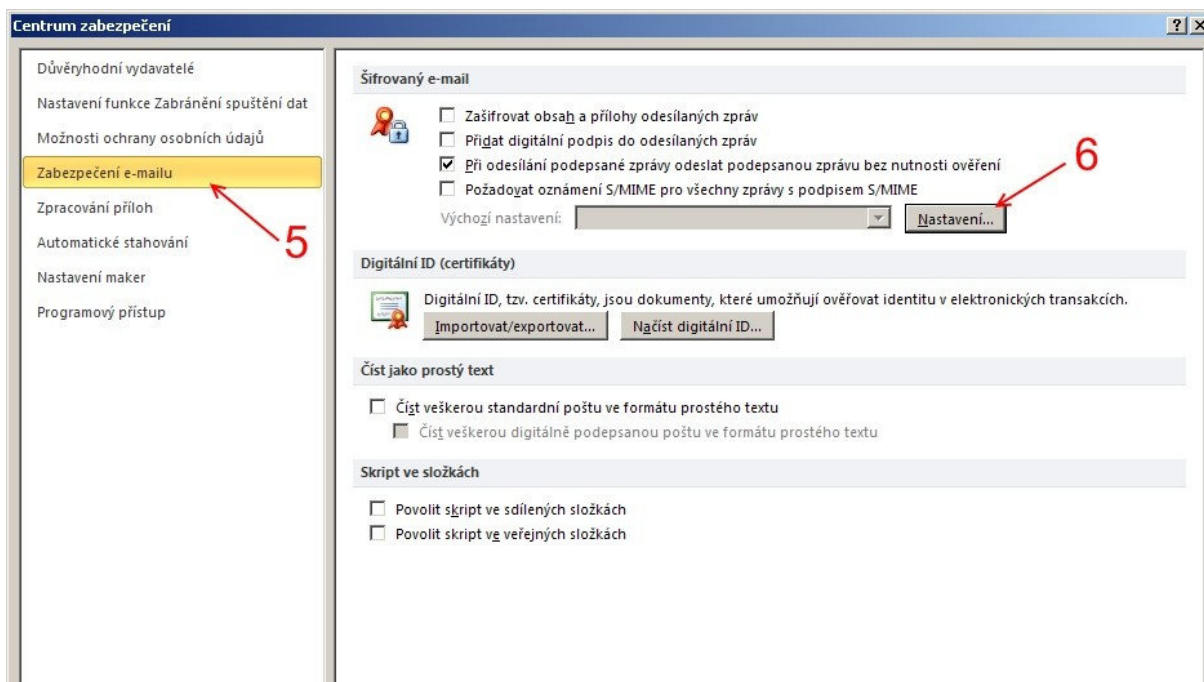 Centrum zabezpečení
Důvěryhodní vydavatelé
Nastavení funkce Zabránění spuštění dat
Možnosti ochrany osobních údajů
Zabezpečení e-mailu
Zpracování příloh
Automatické stahování
Nastavení maker
Programový přístup
5
Šifrovaný e-mail
Zašifrovat obsah a přílohy odesílaných zpráv
Přidat digitální podpis do odesílaných zpráv
Při odesílání podepsané zprávy odeslat podepsanou zprávu bez nutnosti ověření
Požadovat oznámení S/MIME pro všechny zprávy s podpisem S/MIME
Výchozí nastavení: Nastavení...
6
Digitální ID (certifikáty)
Digitální ID, tzv. certifikáty, jsou dokumenty, které umožňují ověřovat identitu v elektronických transakcích.
Importovat/exportovat... Načíst digitální ID...
Číst jako prostý text
Číst veškerou standardní poštu ve formátu prostého textu
Číst veškerou digitálně podepsanou poštu ve formátu prostého textu
Skript ve složkách
Povolit skript ve sdílených složkách
Povolit skript ve veřejných složkách